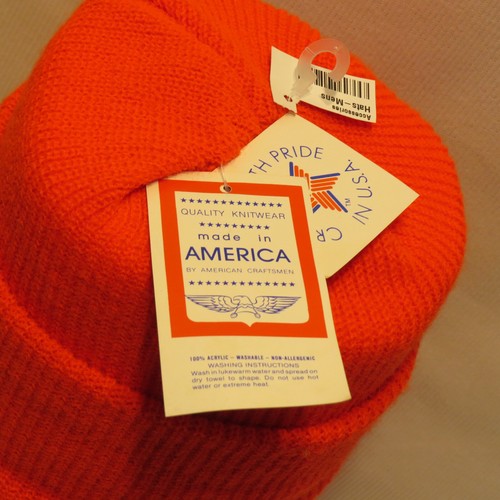 Accessories
Hats-Mens
TH PRIDE
IN U.S.A.
CR
TM
QUALITY KNITWEAR
made in
AMERICA
BY AMERICAN CRAFTSMEN
100% ACRYLIC - WASHABLE - NON-ALLERGENIC
WASHING INSTRUCTIONS
Wash in lukewarm water and spread on
dry towel to shape. Do not use hot
water or extreme heat.